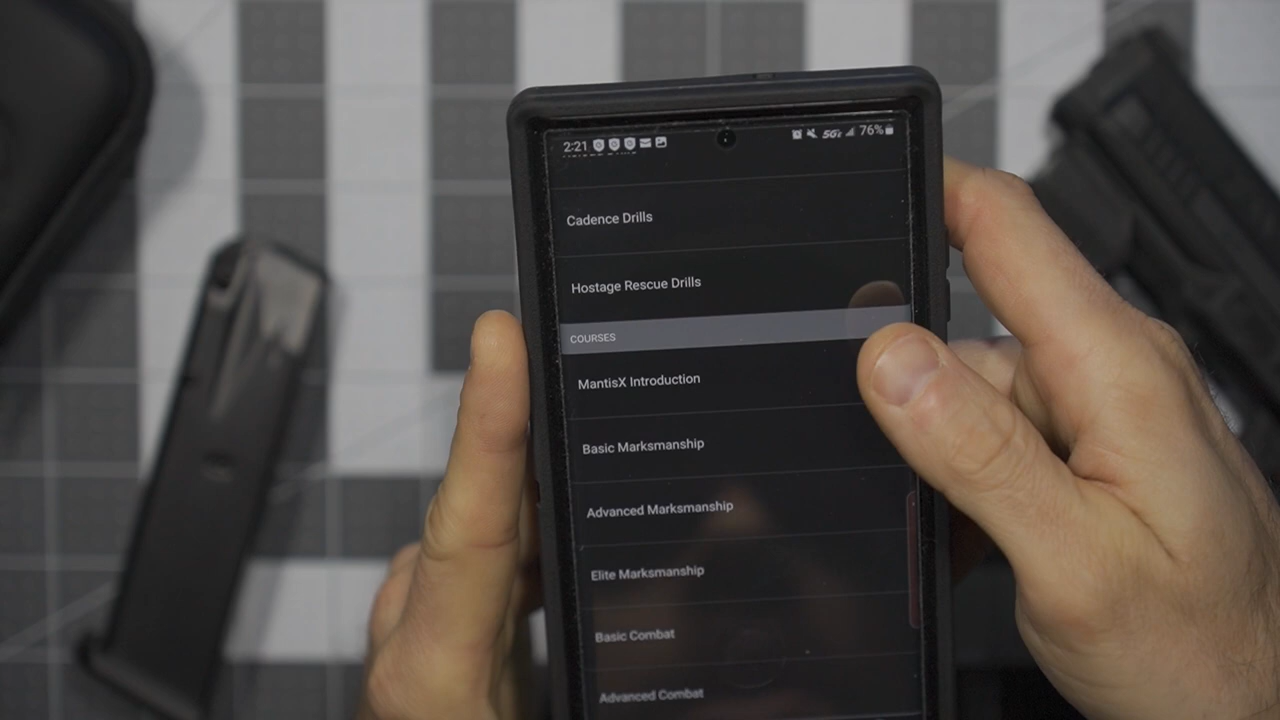 2:21 5G 76%
Cadence Drills
Hostage Rescue Drills
COURSES
MantisX Introduction
Basic Marksmanship
Advanced Marksmanship
Elite Marksmanship
Basic Combat
Advanced Combat